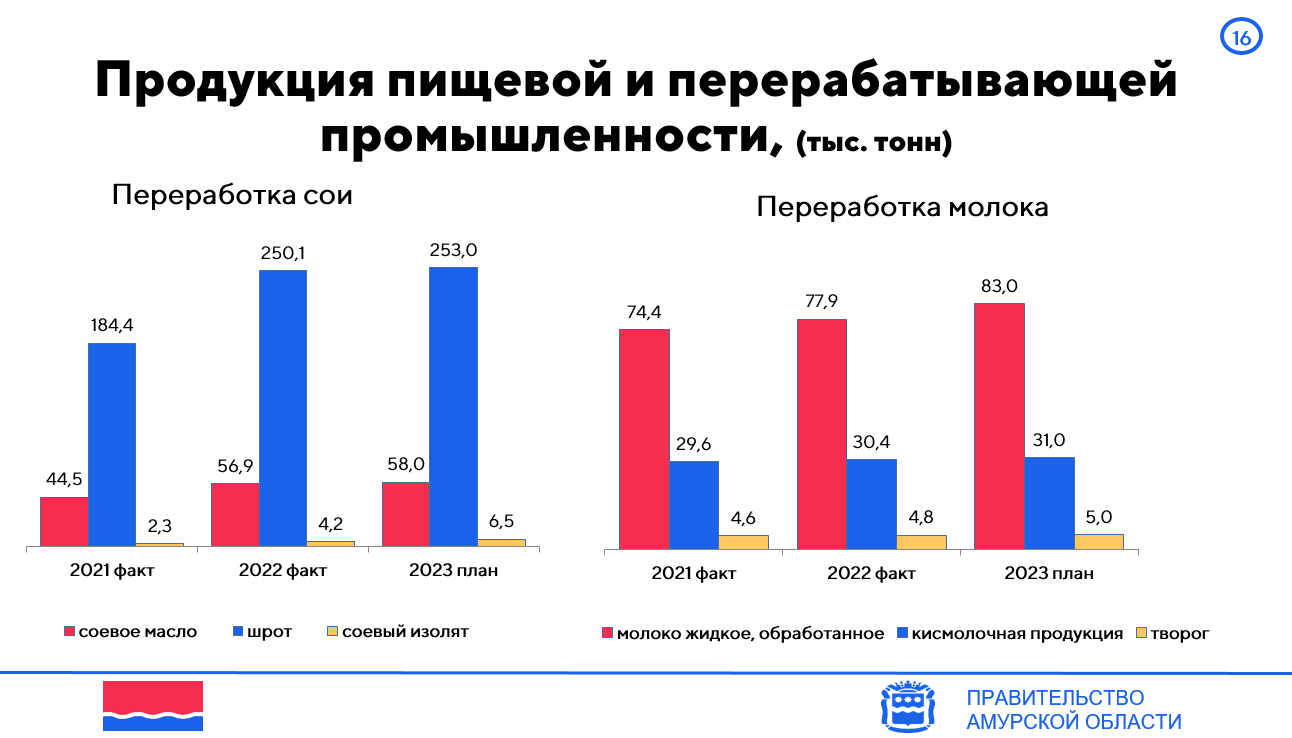 16
Продукция пищевой и перерабатывающей
промышленности, (тыс. тонн)
Переработка сои
250,1
253,0
184,4
44,5
56,9
58,0
2,3
4,2
6,5
2021 факт
2022 факт
2023 план
соевое масло
шрот
соевый изолят
Переработка молока
74,4
77,9
83,0
29,6
30,4
31,0
4,6
4,8
5,0
2021 факт
2022 факт
2023 план
молоко жидкое, обработанное
кисмолочная продукция
творог
ПРАВИТЕЛЬСТВО
АМУРСКОЙ ОБЛАСТИ